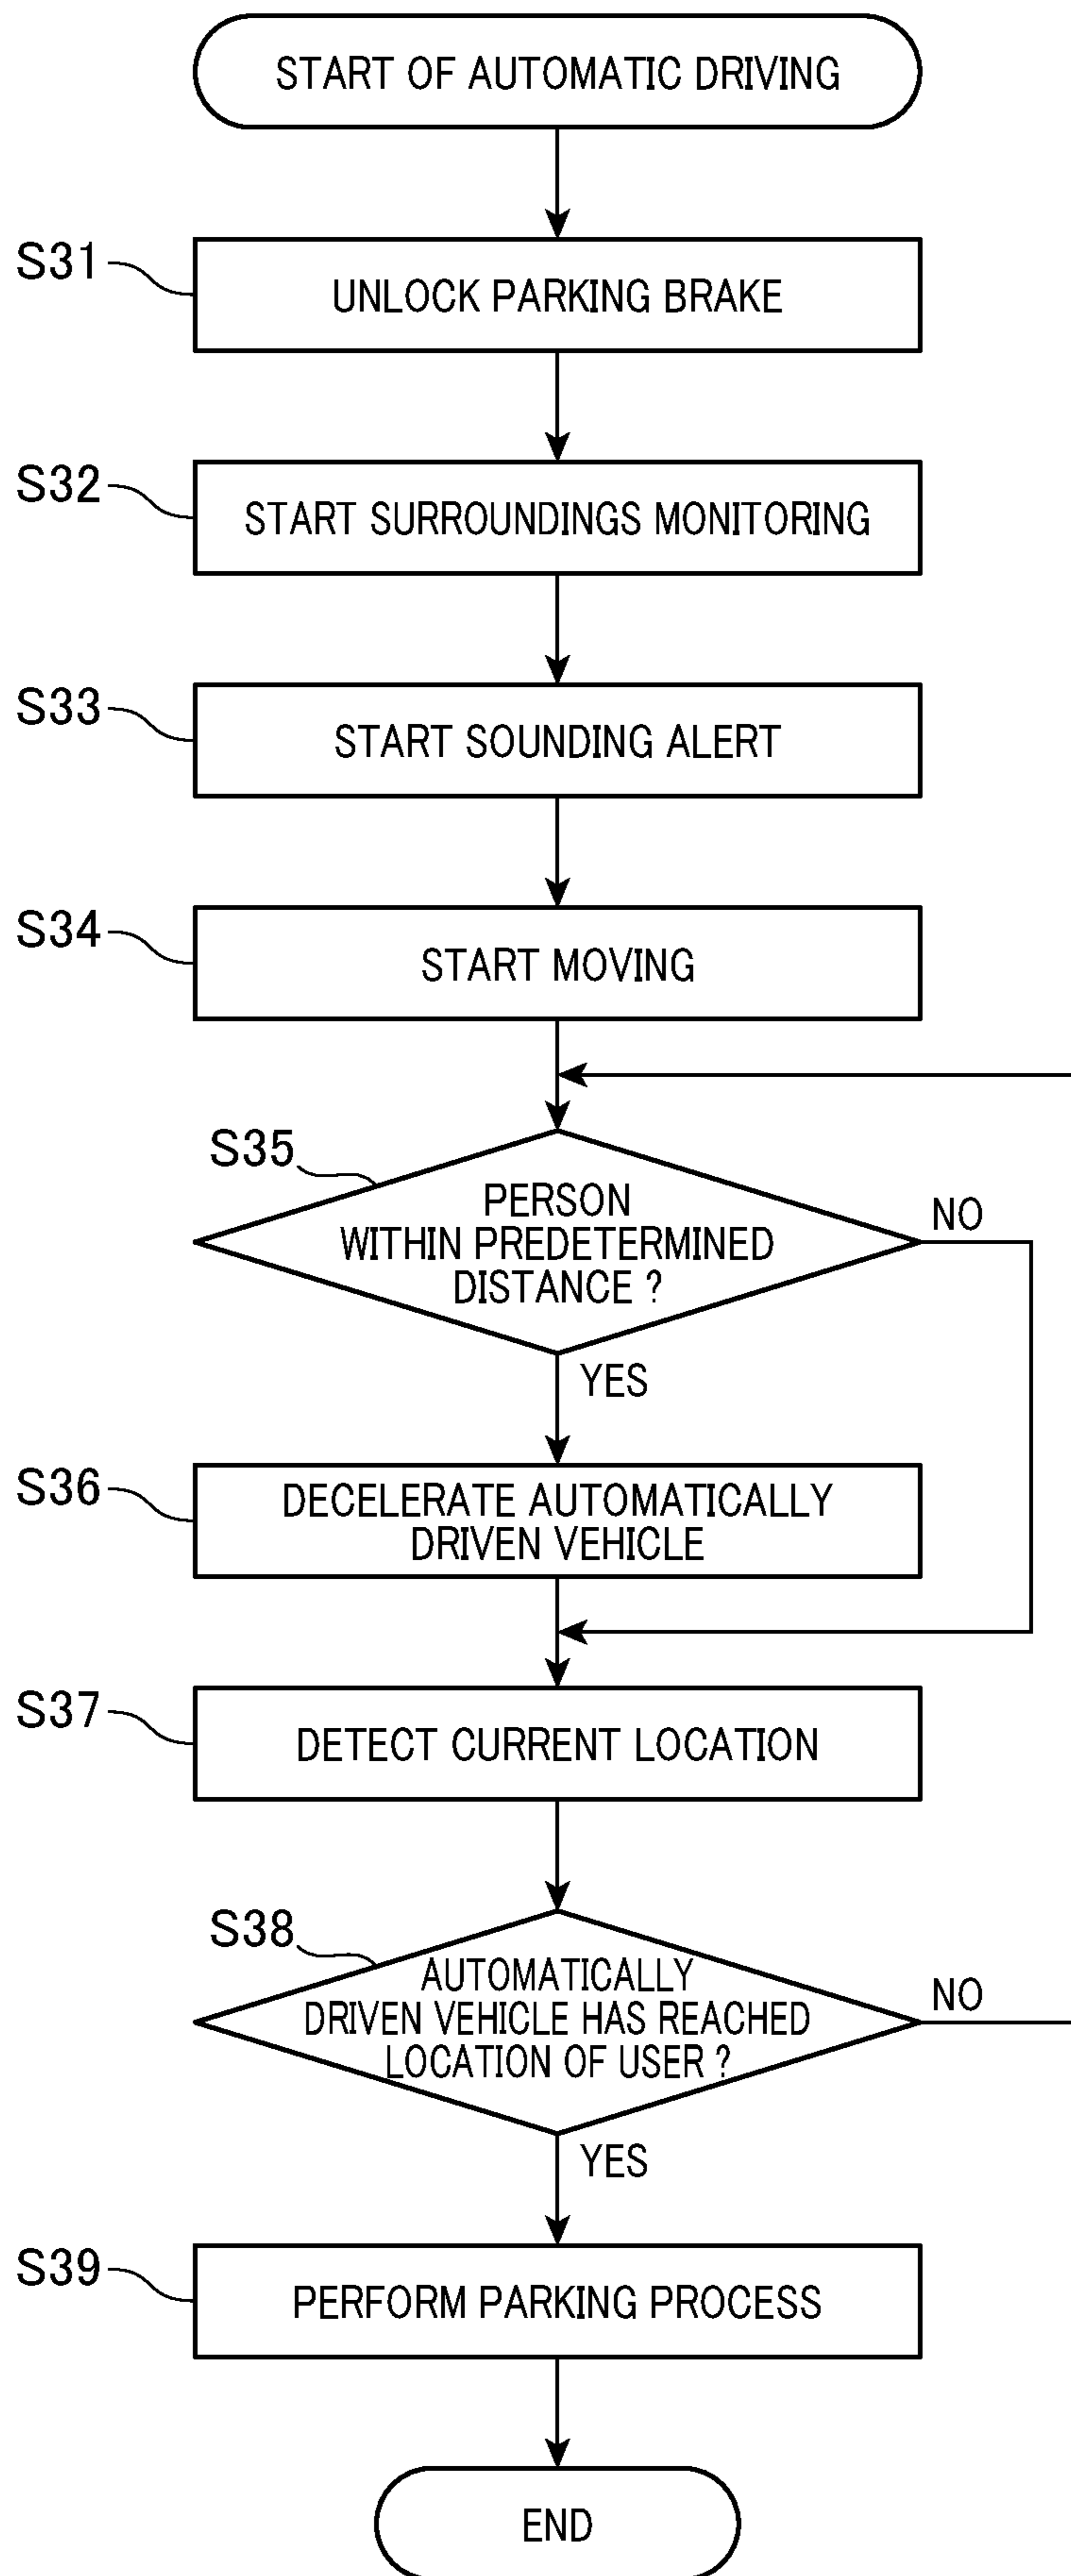 START OF AUTOMATIC DRIVING
S31
UNLOCK PARKING BRAKE
S32
START SURROUNDINGS MONITORING
S33
START SOUNDING ALERT
S34
START MOVING
S35
PERSON
WITHIN PREDETERMINED
DISTANCE ?
NO
YES
S36
DECELERATE AUTOMATICALLY
DRIVEN VEHICLE
S37
DETECT CURRENT LOCATION
S38
AUTOMATICALLY
DRIVEN VEHICLE HAS REACHED
LOCATION OF USER ?
NO
YES
S39
PERFORM PARKING PROCESS
END